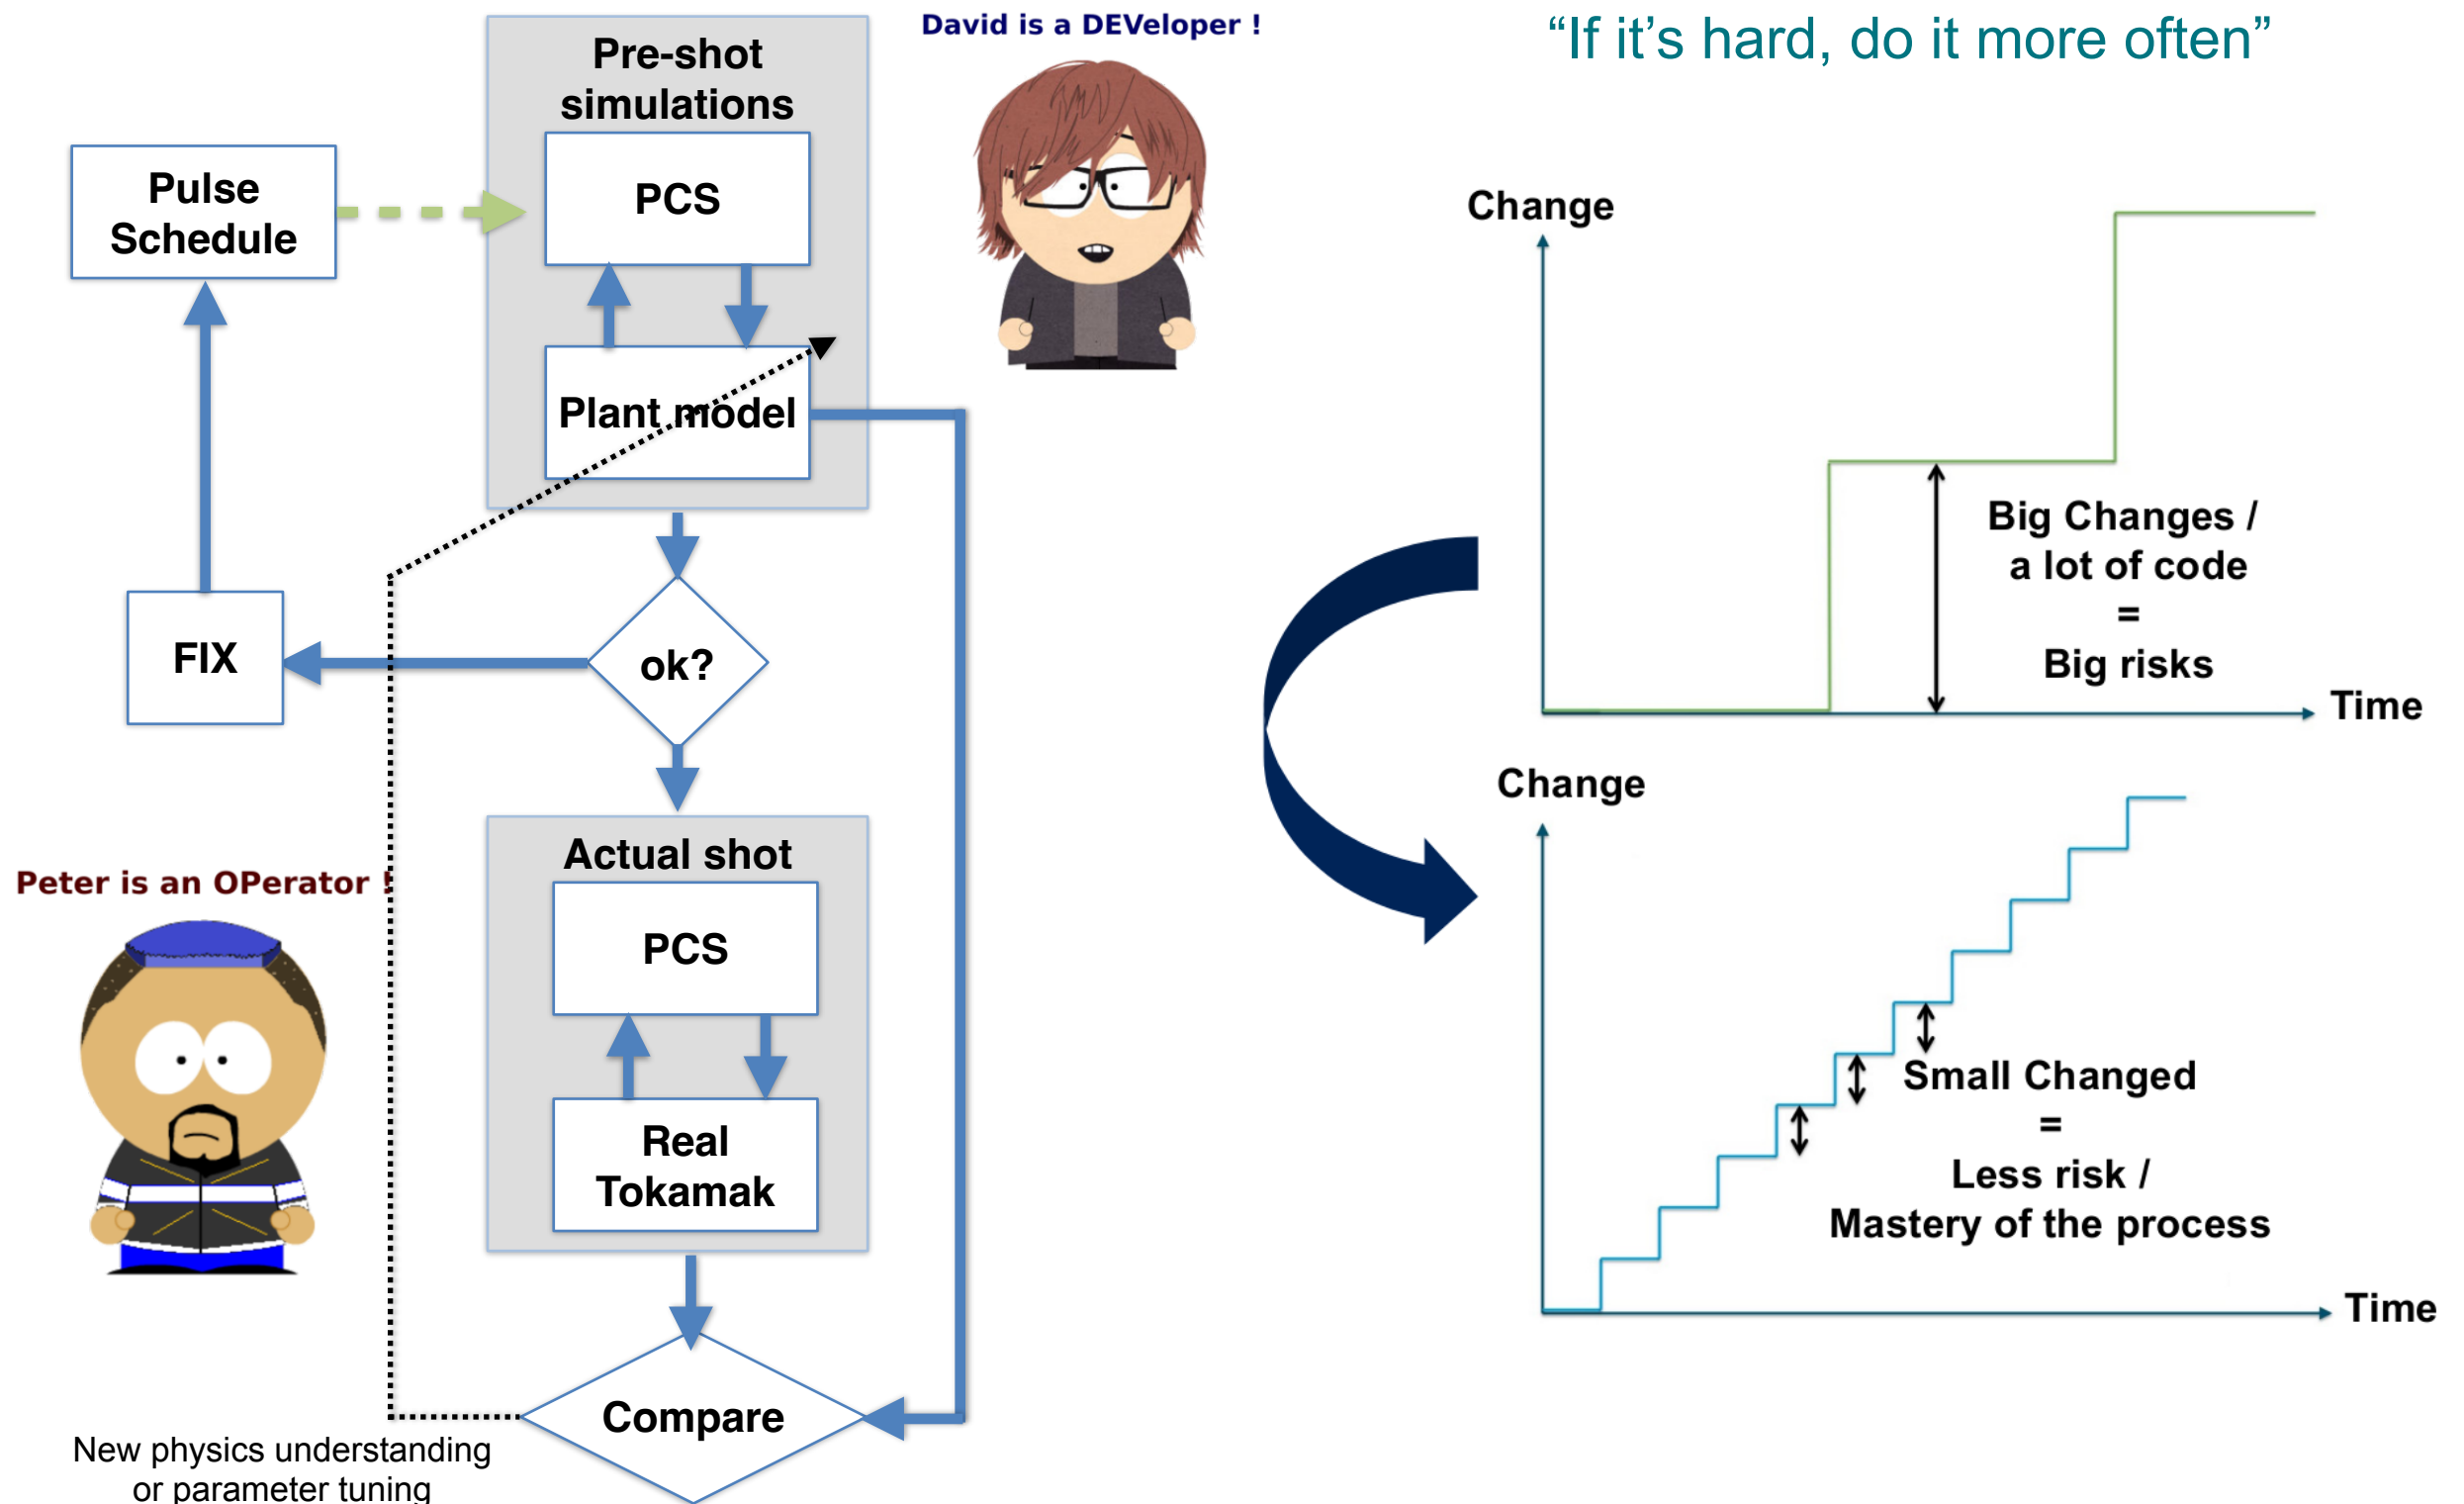 Pre-shot
simulations
PCS
Pulse
Schedule
Plant model
FIX
ok?
Actual shot
PCS
Real
Tokamak
Compare
New physics understanding
or parameter tuning
David is a DEVeloper !
Peter is an OPerator !
“If it’s hard, do it more often”
Change
Big Changes /
a lot of code
=
Big risks
Time
Change
Small Changed
=
Less risk /
Mastery of the process
Time